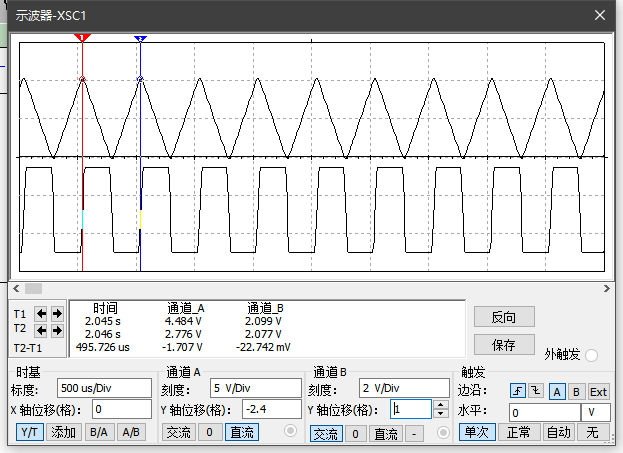 示波器-XSC1
1
2
时间 通道_A 通道_B
T1 2.045 s 4.484 V 2.099 V
T2 2.046 s 2.776 V 2.077 V
T2-T1 495.726 us -1.707 V -22.742 mV
反向
保存
外触发
时基
标度: 500 us/Div
X 轴位移(格): 0
Y/T 添加 B/A A/B
通道 A
刻度: 5 V/Div
Y 轴位移(格): -2.4
交流 0 直流
通道 B
刻度: 2 V/Div
Y 轴位移(格): 1
交流 0 直流 -
触发
边沿: A B Ext
水平: 0 V
单次 正常 自动 无